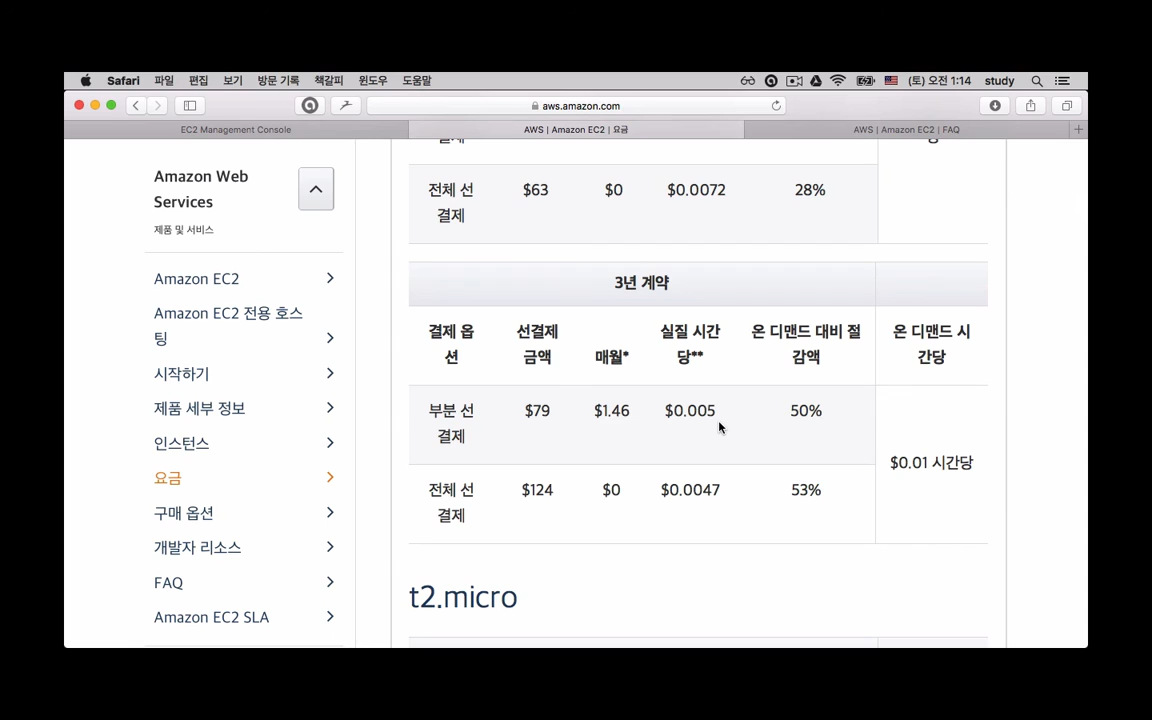 Safari 파일 편집 보기 방문 기록 책갈피 윈도우 도움말 (토) 오전 1:14 study
aws.amazon.com
EC2 Management Console
AWS | Amazon EC2 | 요금
AWS | Amazon EC2 | FAQ
Amazon Web
Services
제품 및 서비스
Amazon EC2
Amazon EC2 전용 호스
팅
시작하기
제품 세부 정보
인스턴스
요금
구매 옵션
개발자 리소스
FAQ
Amazon EC2 SLA
전체 선 $63 $0 $0.0072 28%
결제
3년 계약
결제 옵 선결제 실질 시간 온 디맨드 대비 절 온 디맨드 시
션 금액 매월* 당** 감액 간당
부분 선 $79 $1.46 $0.005 50%
결제
$0.01 시간당
전체 선 $124 $0 $0.0047 53%
결제
t2.micro